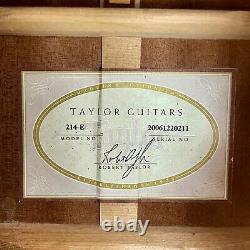 TAYLOR GUITARS
214-E 20061220211
MODEL NO. SERIAL NO.
ROBERT TAYLOR